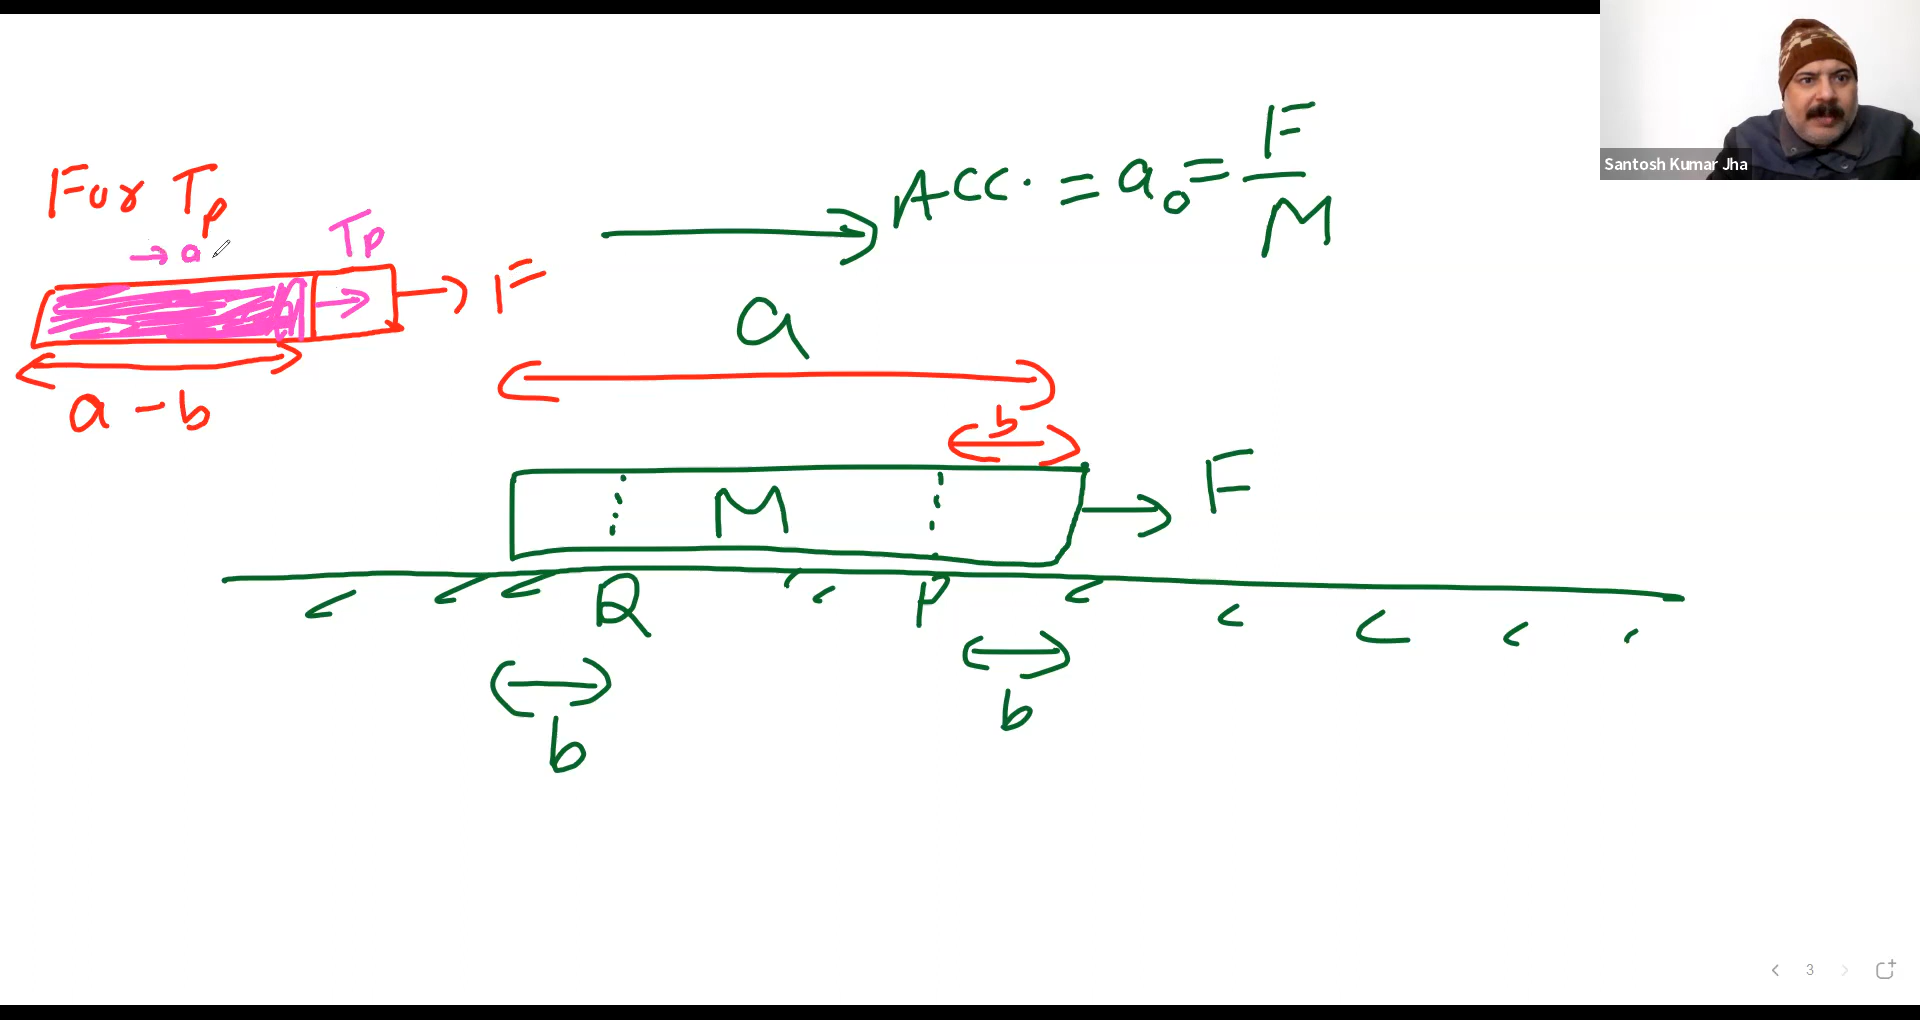 For Tp
→ a
Tp
F
a - b
Acc. = a₀ = F/M
a
b
M
F
Q
P
b
b
Santosh Kumar Jha
3